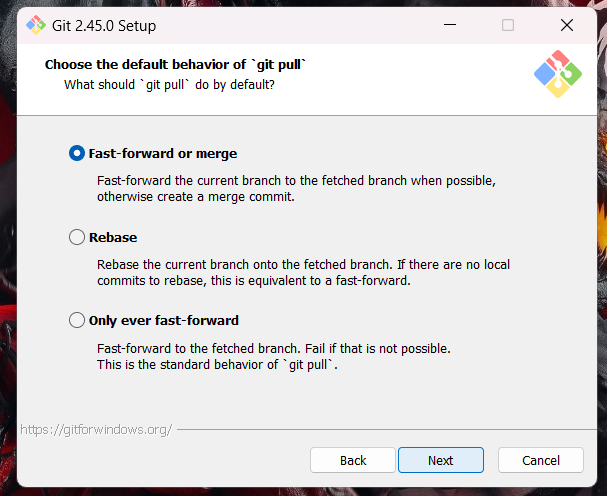 Git 2.45.0 Setup
Choose the default behavior of `git pull`
What should `git pull` do by default?
Fast-forward or merge
Fast-forward the current branch to the fetched branch when possible,
otherwise create a merge commit.
Rebase
Rebase the current branch onto the fetched branch. If there are no local
commits to rebase, this is equivalent to a fast-forward.
Only ever fast-forward
Fast-forward to the fetched branch. Fail if that is not possible.
This is the standard behavior of `git pull`.
https://gitforwindows.org/
Back
Next
Cancel